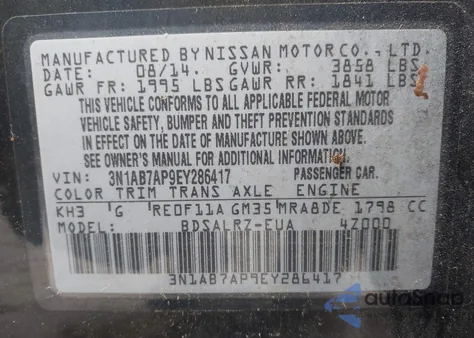 MANUFACTURED BY NISSAN MOTOR CO., LTD.
DATE: 08/14. GVWR: 3858 LBS
GAWR FR: 1995 LBS GAWR RR: 1841 LBS
THIS VEHICLE CONFORMS TO ALL APPLICABLE FEDERAL MOTOR
VEHICLE SAFETY, BUMPER AND THEFT PREVENTION STANDARDS
IN EFFECT ON THE DATE OF MANUFACTURE SHOWN ABOVE.
SEE OWNER'S MANUAL FOR ADDITIONAL INFORMATION.
VIN: 3N1AB7AP9EY286417 PASSENGER CAR.
COLOR TRIM TRANS AXLE ENGINE
KH3 G RE0F11A GM35 MRA8DE 1798 CC
MODEL: BDSALRZ-EUA 4Z000
3N1AB7AP9EY286417
autoSnap